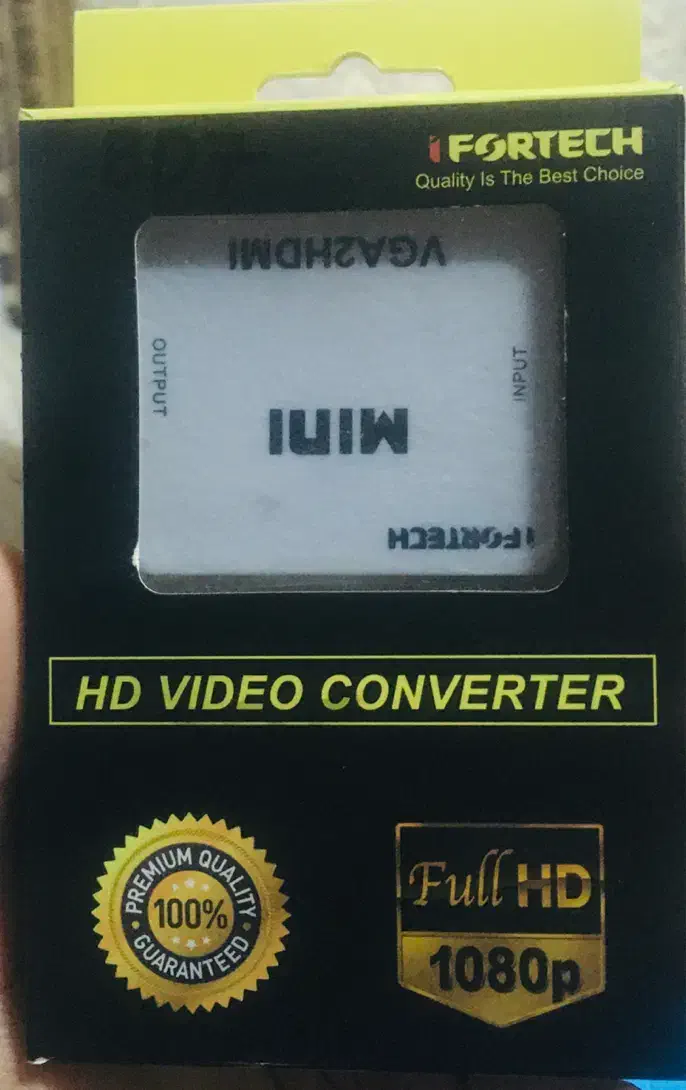 iFORTECH
Quality Is The Best Choice
VGA2HDMI
OUTPUT
INPUT
MINI
iFORTECH
HD VIDEO CONVERTER
PREMIUM QUALITY
100%
GUARANTEED
Full HD
1080p